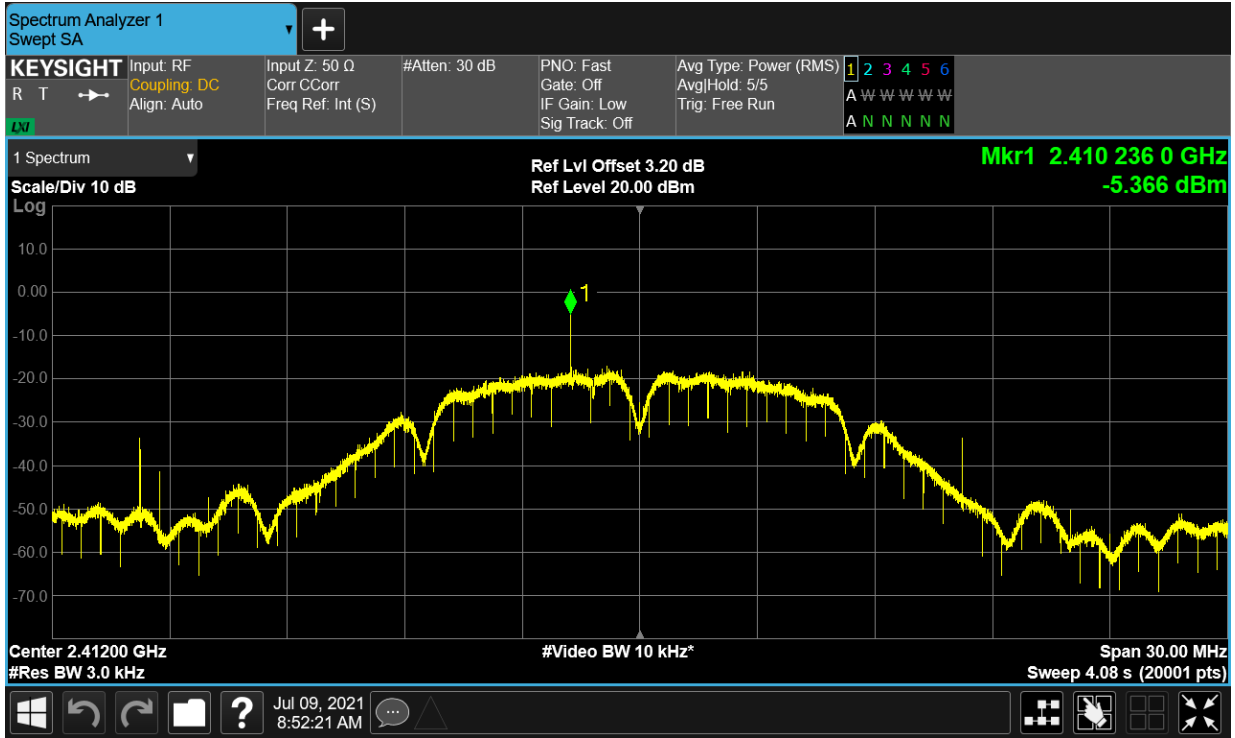 Spectrum Analyzer 1
Swept SA
KEYSIGHT
R T
LXI
Input: RF
Coupling: DC
Align: Auto
Input Z: 50 Ω
Corr CCorr
Freq Ref: Int (S)
#Atten: 30 dB
PNO: Fast
Gate: Off
IF Gain: Low
Sig Track: Off
Avg Type: Power (RMS)
Avg|Hold: 5/5
Trig: Free Run
1 2 3 4 5 6
A W W W W W
A N N N N N
1 Spectrum
Scale/Div 10 dB
Log
Ref Lvl Offset 3.20 dB
Ref Level 20.00 dBm
Mkr1 2.410 236 0 GHz
-5.366 dBm
10.0
0.00
-10.0
-20.0
-30.0
-40.0
-50.0
-60.0
-70.0
1
Center 2.41200 GHz
#Res BW 3.0 kHz
#Video BW 10 kHz*
Span 30.00 MHz
Sweep 4.08 s (20001 pts)
?
Jul 09, 2021
8:52:21 AM